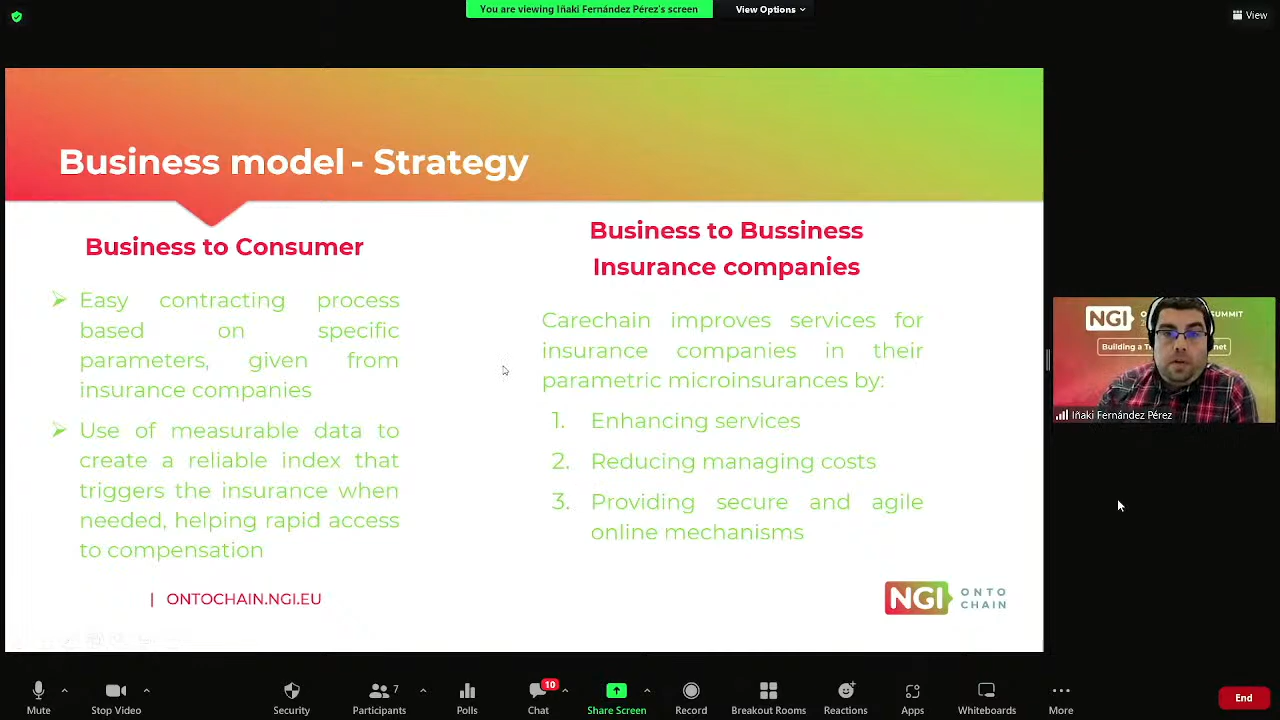 You are viewing Iñaki Fernández Pérez's screen
View Options
View
Business model - Strategy
Business to Consumer
Easy contracting process
based on specific
parameters, given from
insurance companies
Use of measurable data to
create a reliable index that
triggers the insurance when
needed, helping rapid access
to compensation
Business to Bussiness
Insurance companies
Carechain improves services for
insurance companies in their
parametric microinsurances by:
1. Enhancing services
2. Reducing managing costs
3. Providing secure and agile
online mechanisms
| ONTOCHAIN.NGI.EU
NGI
ONTO
CHAIN
NGI
SUMMIT
Iñaki Fernández Pérez
Mute
Stop Video
Security
Participants
7
Polls
Chat
10
Share Screen
Record
Breakout Rooms
Reactions
Apps
Whiteboards
More
End